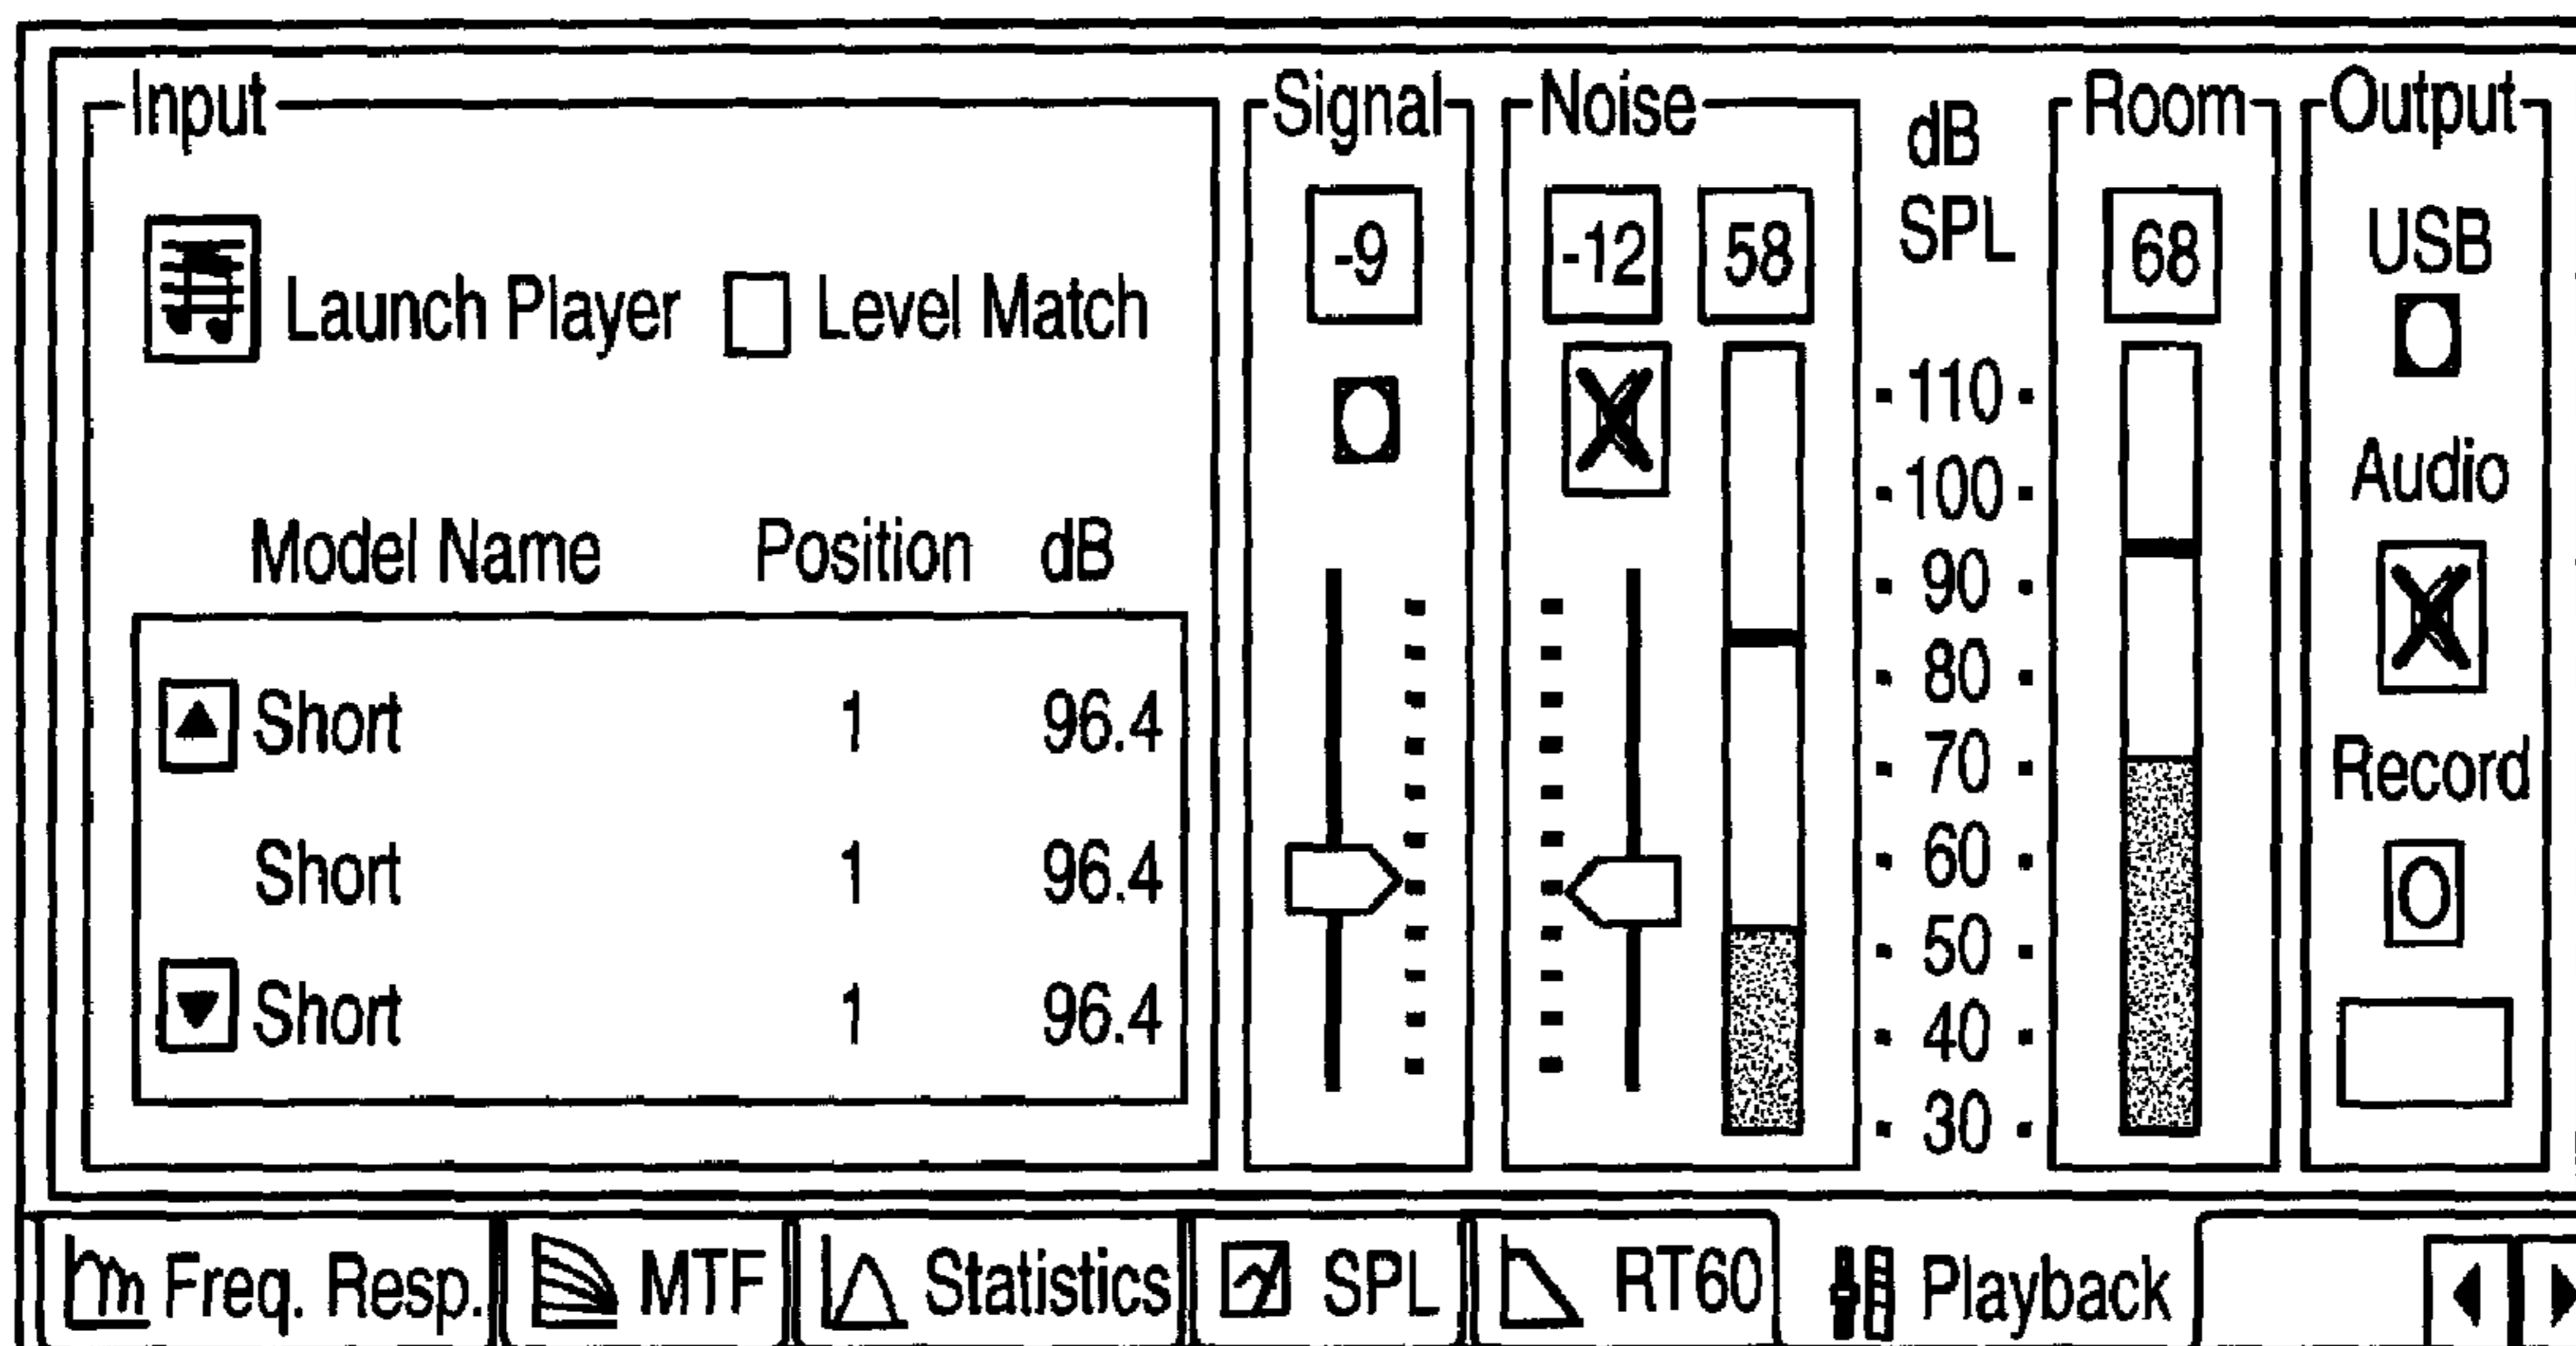 Input
Launch Player
Level Match
Model Name Position dB
Short 1 96.4
Short 1 96.4
Short 1 96.4
Signal
-9
Noise
-12 58
dB
SPL
110
100
90
80
70
60
50
40
30
Room
68
Output
USB
Audio
Record
Freq. Resp. MTF Statistics SPL RT60 Playback